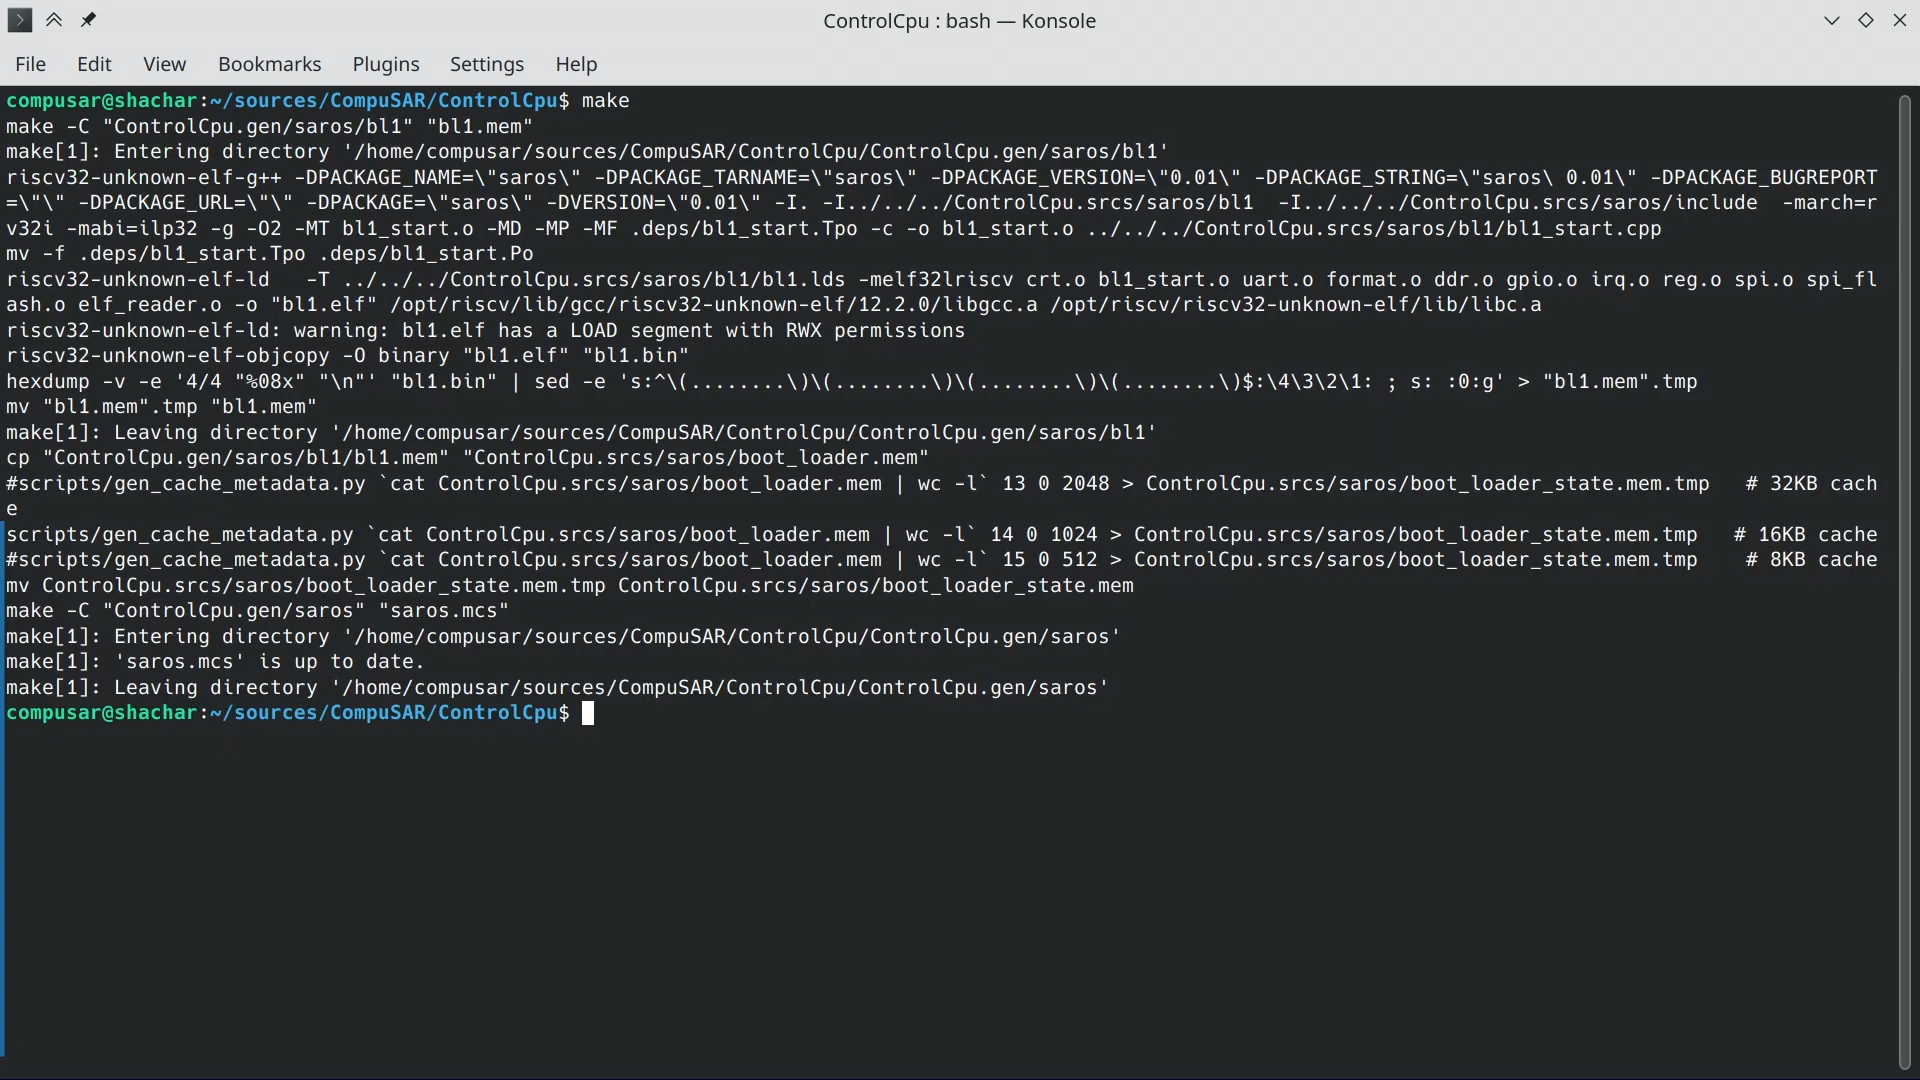 ControlCpu : bash — Konsole
File Edit View Bookmarks Plugins Settings Help
compusar@shachar:~/sources/CompuSAR/ControlCpu$ make
make -C "ControlCpu.gen/saros/bl1" "bl1.mem"
make[1]: Entering directory '/home/compusar/sources/CompuSAR/ControlCpu/ControlCpu.gen/saros/bl1'
riscv32-unknown-elf-g++ -DPACKAGE_NAME=\"saros\" -DPACKAGE_TARNAME=\"saros\" -DPACKAGE_VERSION=\"0.01\" -DPACKAGE_STRING=\"saros\ 0.01\" -DPACKAGE_BUGREPORT
=\"\" -DPACKAGE_URL=\"\" -DPACKAGE=\"saros\" -DVERSION=\"0.01\" -I. -I../../../ControlCpu.srcs/saros/bl1  -I../../../ControlCpu.srcs/saros/include  -march=r
v32i -mabi=ilp32 -g -O2 -MT bl1_start.o -MD -MP -MF .deps/bl1_start.Tpo -c -o bl1_start.o ../../../ControlCpu.srcs/saros/bl1/bl1_start.cpp
mv -f .deps/bl1_start.Tpo .deps/bl1_start.Po
riscv32-unknown-elf-ld   -T ../../../ControlCpu.srcs/saros/bl1/bl1.lds -melf32lriscv crt.o bl1_start.o uart.o format.o ddr.o gpio.o irq.o reg.o spi.o spi_fl
ash.o elf_reader.o -o "bl1.elf" /opt/riscv/lib/gcc/riscv32-unknown-elf/12.2.0/libgcc.a /opt/riscv/riscv32-unknown-elf/lib/libc.a
riscv32-unknown-elf-ld: warning: bl1.elf has a LOAD segment with RWX permissions
riscv32-unknown-elf-objcopy -O binary "bl1.elf" "bl1.bin"
hexdump -v -e '4/4 "%08x" "\n"' "bl1.bin" | sed -e 's:^\(........\)\(........\)\(........\)\(........\)$:\4\3\2\1: ; s: :0:g' > "bl1.mem".tmp
mv "bl1.mem".tmp "bl1.mem"
make[1]: Leaving directory '/home/compusar/sources/CompuSAR/ControlCpu/ControlCpu.gen/saros/bl1'
cp "ControlCpu.gen/saros/bl1/bl1.mem" "ControlCpu.srcs/saros/boot_loader.mem"
#scripts/gen_cache_metadata.py `cat ControlCpu.srcs/saros/boot_loader.mem | wc -l` 13 0 2048 > ControlCpu.srcs/saros/boot_loader_state.mem.tmp   # 32KB cach
e
scripts/gen_cache_metadata.py `cat ControlCpu.srcs/saros/boot_loader.mem | wc -l` 14 0 1024 > ControlCpu.srcs/saros/boot_loader_state.mem.tmp   # 16KB cache
#scripts/gen_cache_metadata.py `cat ControlCpu.srcs/saros/boot_loader.mem | wc -l` 15 0 512 > ControlCpu.srcs/saros/boot_loader_state.mem.tmp    # 8KB cache
mv ControlCpu.srcs/saros/boot_loader_state.mem.tmp ControlCpu.srcs/saros/boot_loader_state.mem
make -C "ControlCpu.gen/saros" "saros.mcs"
make[1]: Entering directory '/home/compusar/sources/CompuSAR/ControlCpu/ControlCpu.gen/saros'
make[1]: 'saros.mcs' is up to date.
make[1]: Leaving directory '/home/compusar/sources/CompuSAR/ControlCpu/ControlCpu.gen/saros'
compusar@shachar:~/sources/CompuSAR/ControlCpu$